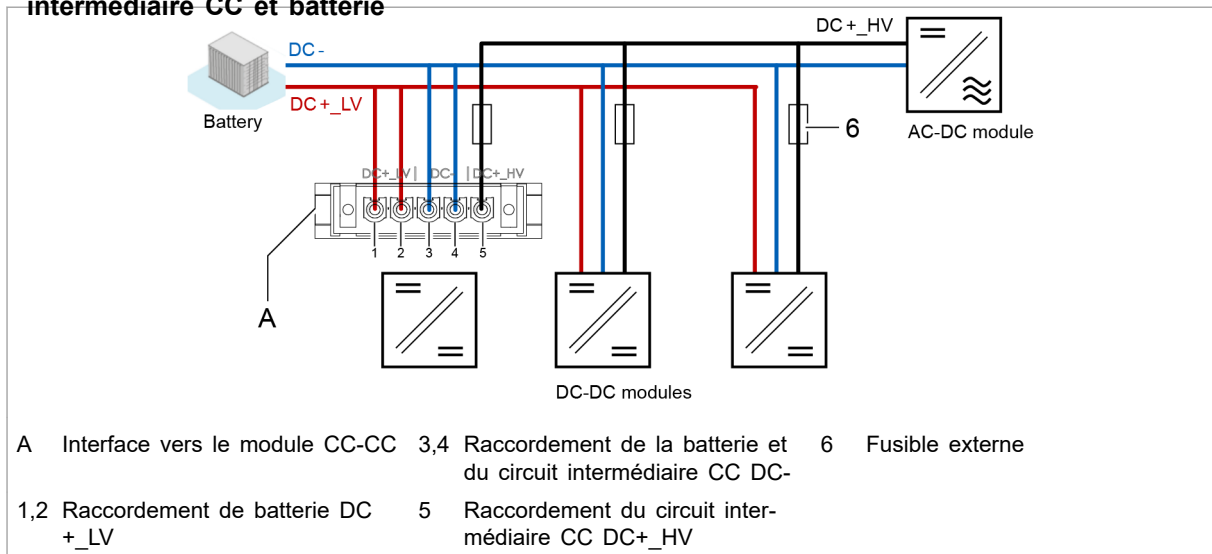 intermédiaire CC et batterie
DC+_HV
DC-
DC+_LV
Battery
6
AC-DC module
DC+_LV | DC- | DC+_HV
1 2 3 4 5
A
DC-DC modules
A Interface vers le module CC-CC
1,2 Raccordement de batterie DC
+_LV
3,4 Raccordement de la batterie et
du circuit intermédiaire CC DC-
5 Raccordement du circuit inter-
médiaire CC DC+_HV
6 Fusible externe